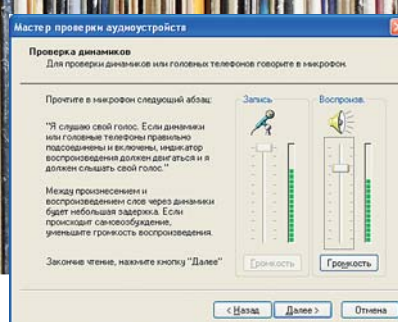 Мастер проверки аудиоустройств
Проверка динамиков
Для проверки динамиков или головных телефонов говорите в микрофон.
Прочтите в микрофон следующий абзац:
"Я слушаю свой голос. Если динамики
или головные телефоны правильно
подсоединены и включены, индикатор
воспроизведения должен двигаться и я
должен слышать свой голос."
Между произнесением и
воспроизведением слов через динамики
будет небольшая задержка. Если
происходит самовозбуждение,
уменьшите громкость воспроизведения.
Закончив чтение, нажмите кнопку "Далее"
Запись
Громкость
Воспроизв.
Громкость
< Назад
Далее >
Отмена